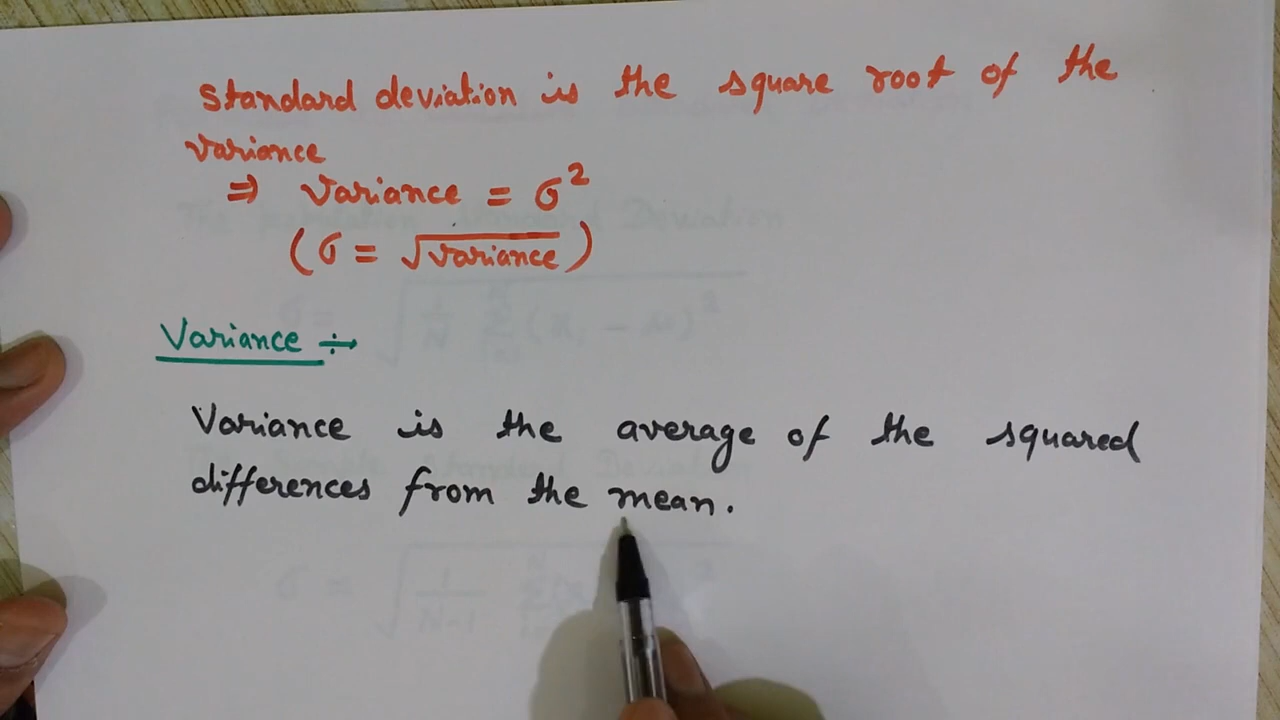 Standard deviation is the square root of the
variance
⇒ variance = σ²
(σ = √variance)
Variance ÷→
Variance is the average of the squared
differences from the mean.